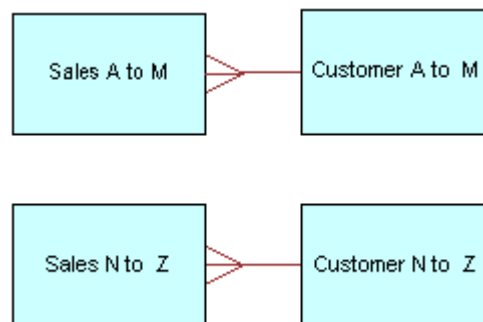 Sales A to M
Customer A to M
Sales N to Z
Customer N to Z